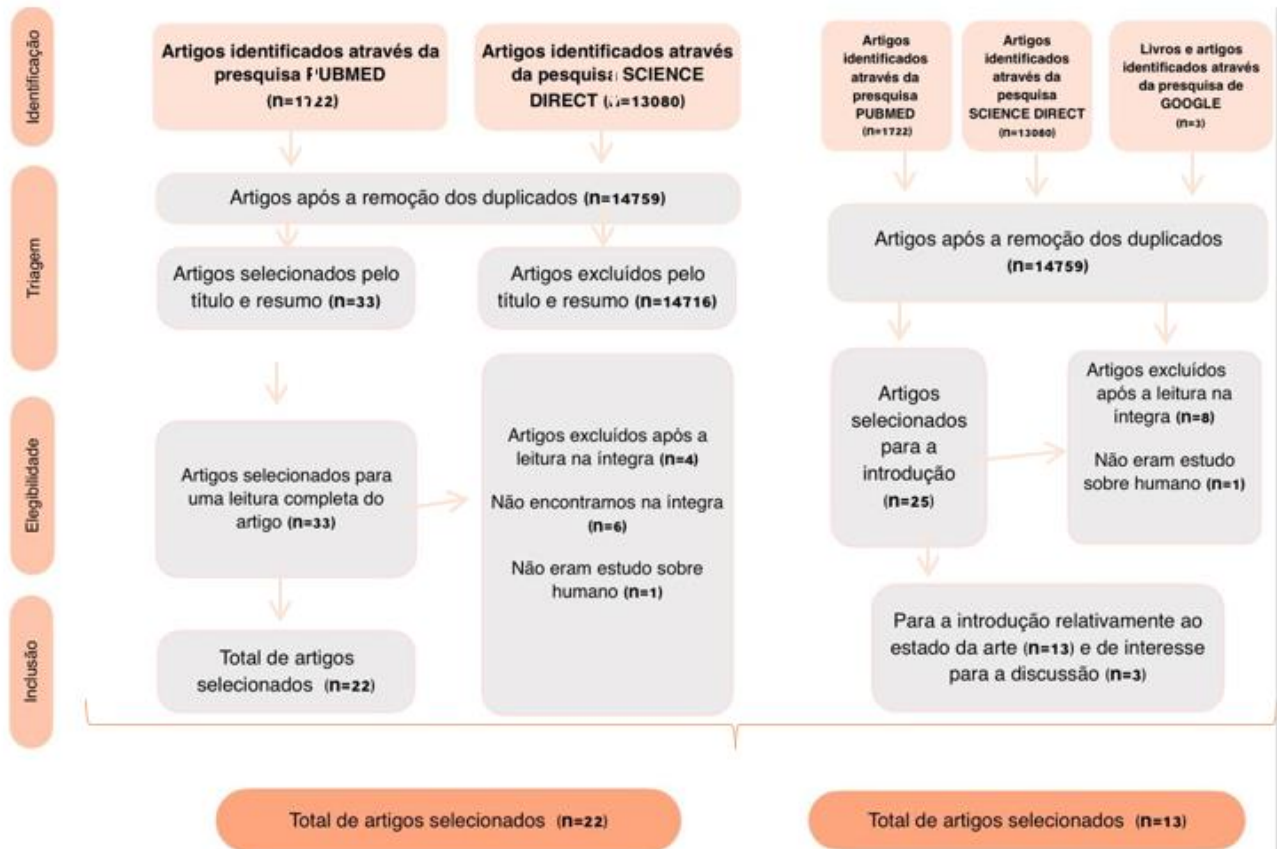 Identificação
Artigos identificados através da
presquisa PUBMED
(n=1722)
Artigos identificados através
da pesquisa SCIENCE
DIRECT (n=13080)
Artigos
identificados
através da
presquisa
PUBMED
(n=1722)
Artigos
identificados
através da
pesquisa
SCIENCE DIRECT
(n=13080)
Livros e artigos
identificados através
da presquisa de
GOOGLE
(n=3)
Triagem
Artigos após a remoção dos duplicados (n=14759)
Artigos selecionados pelo
título e resumo (n=33)
Artigos excluídos pelo
título e resumo (n=14716)
Artigos após a remoção dos duplicados
(n=14759)
Elegibilidade
Artigos selecionados para
uma leitura completa do
artigo (n=33)
Artigos excluídos após a
leitura na íntegra (n=4)
Não encontramos na íntegra
(n=6)
Não eram estudo sobre
humano (n=1)
Artigos
selecionados
para a
introdução
(n=25)
Artigos excluídos
após a leitura na
íntegra (n=8)
Não eram estudo
sobre humano (n=1)
Inclusão
Total de artigos
selecionados (n=22)
Para a introdução relativamente ao
estado da arte (n=13) e de interesse
para a discussão (n=3)
Total de artigos selecionados (n=22)
Total de artigos selecionados (n=13)